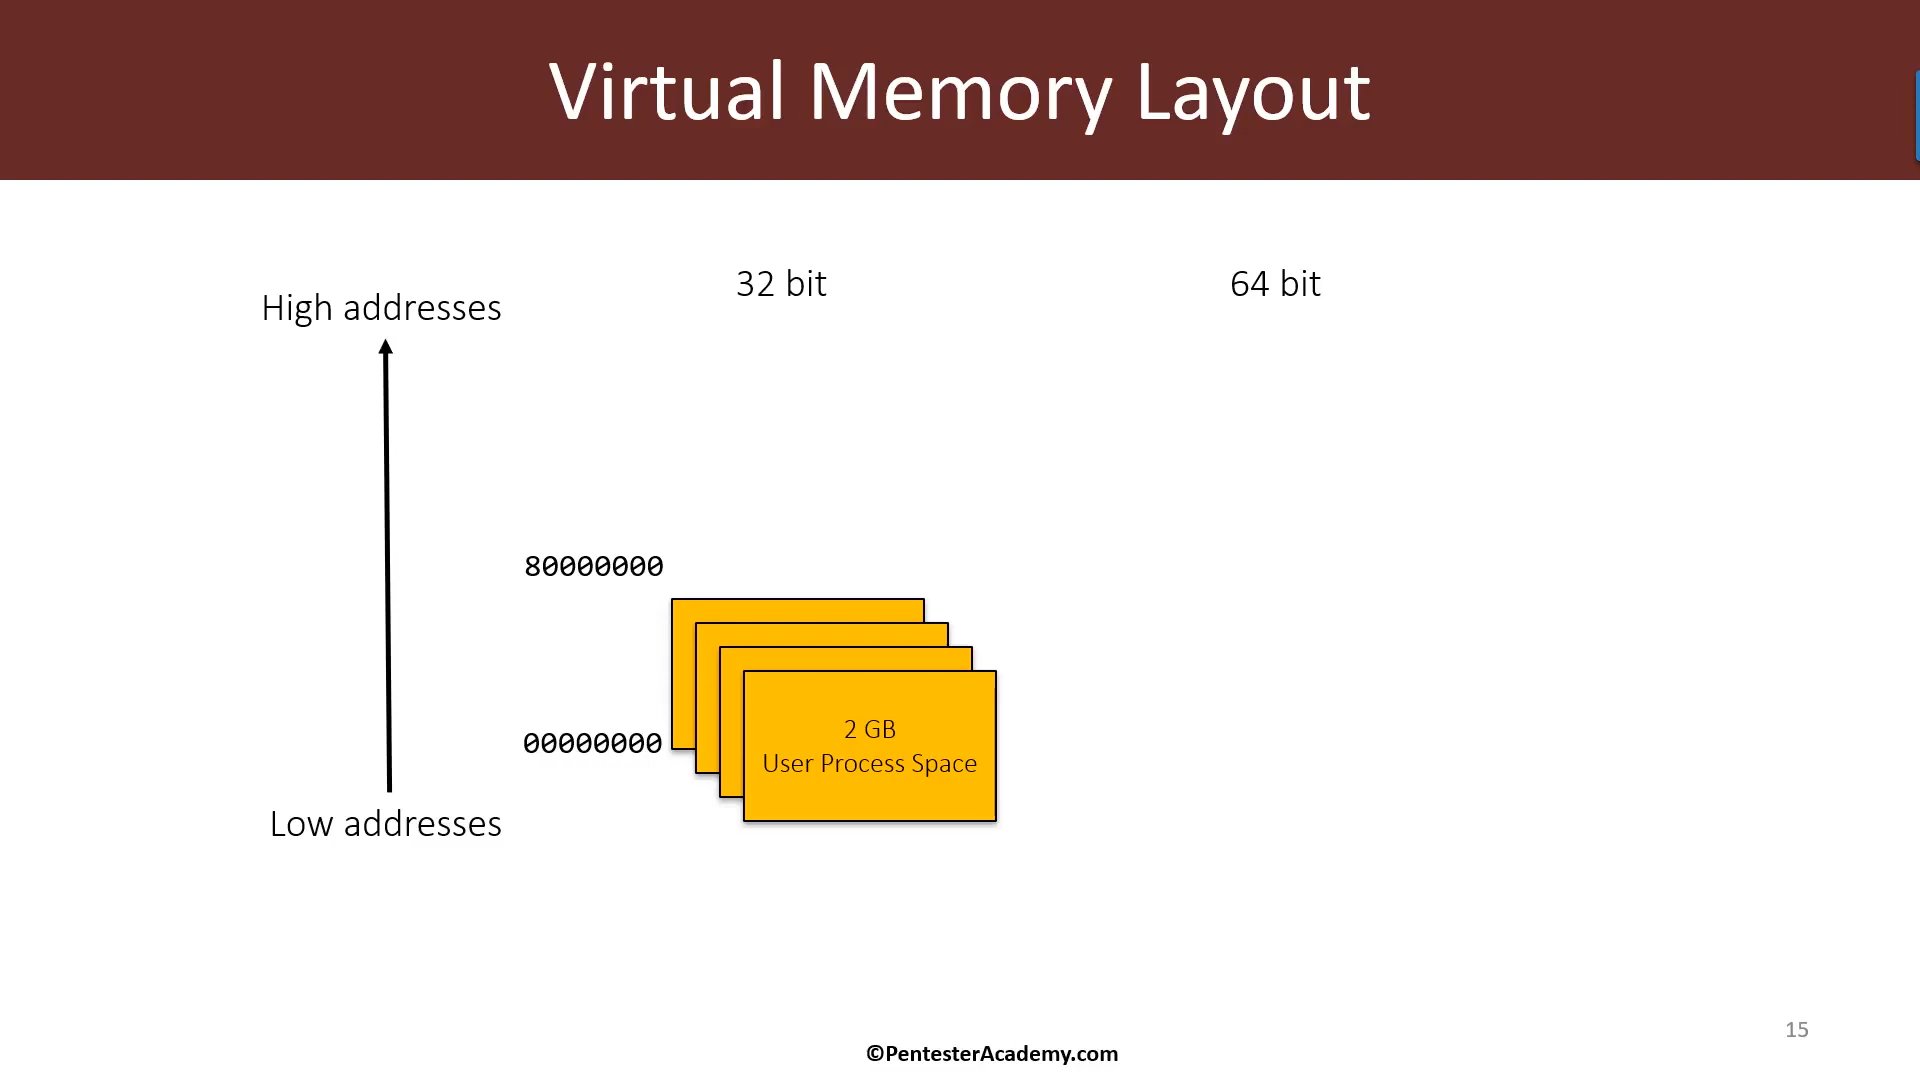 Virtual Memory Layout
32 bit
64 bit
High addresses
80000000
00000000
2 GB
User Process Space
Low addresses
15
©PentesterAcademy.com